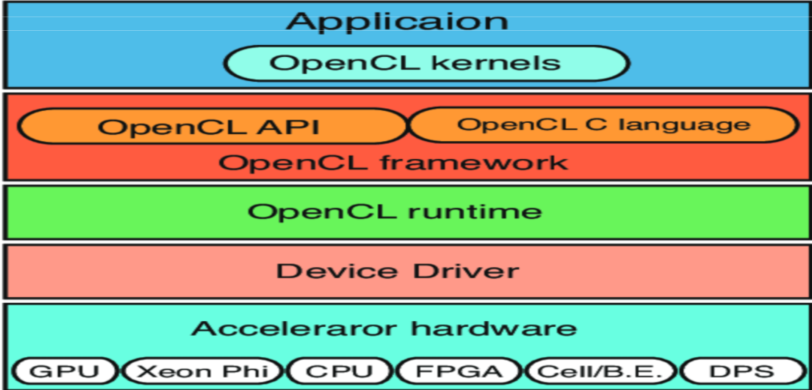 Applicaion
OpenCL kernels
OpenCL API OpenCL C language
OpenCL framework
OpenCL runtime
Device Driver
Acceleraror hardware
GPU Xeon Phi CPU FPGA Cell/B.E. DPS